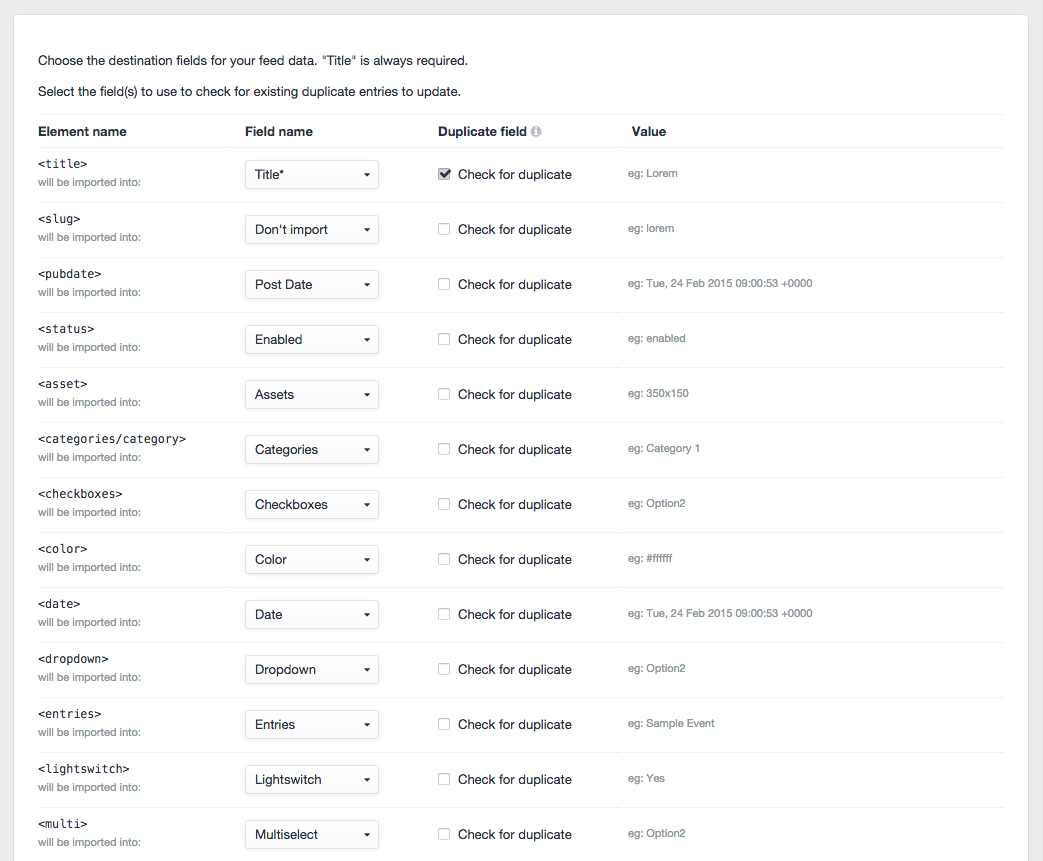 Choose the destination fields for your feed data. "Title" is always required.
Select the field(s) to use to check for existing duplicate entries to update.
Element name Field name Duplicate field Value
<title>
will be imported into:
Title* Check for duplicate eg: Lorem
<slug>
will be imported into:
Don't import Check for duplicate eg: lorem
<pubdate>
will be imported into:
Post Date Check for duplicate eg: Tue, 24 Feb 2015 09:00:53 +0000
<status>
will be imported into:
Enabled Check for duplicate eg: enabled
<asset>
will be imported into:
Assets Check for duplicate eg: 350x150
<categories/category>
will be imported into:
Categories Check for duplicate eg: Category 1
<checkboxes>
will be imported into:
Checkboxes Check for duplicate eg: Option2
<color>
will be imported into:
Color Check for duplicate eg: #ffffff
<date>
will be imported into:
Date Check for duplicate eg: Tue, 24 Feb 2015 09:00:53 +0000
<dropdown>
will be imported into:
Dropdown Check for duplicate eg: Option2
<entries>
will be imported into:
Entries Check for duplicate eg: Sample Event
<lightswitch>
will be imported into:
Lightswitch Check for duplicate eg: Yes
<multi>
will be imported into:
Multiselect Check for duplicate eg: Option2